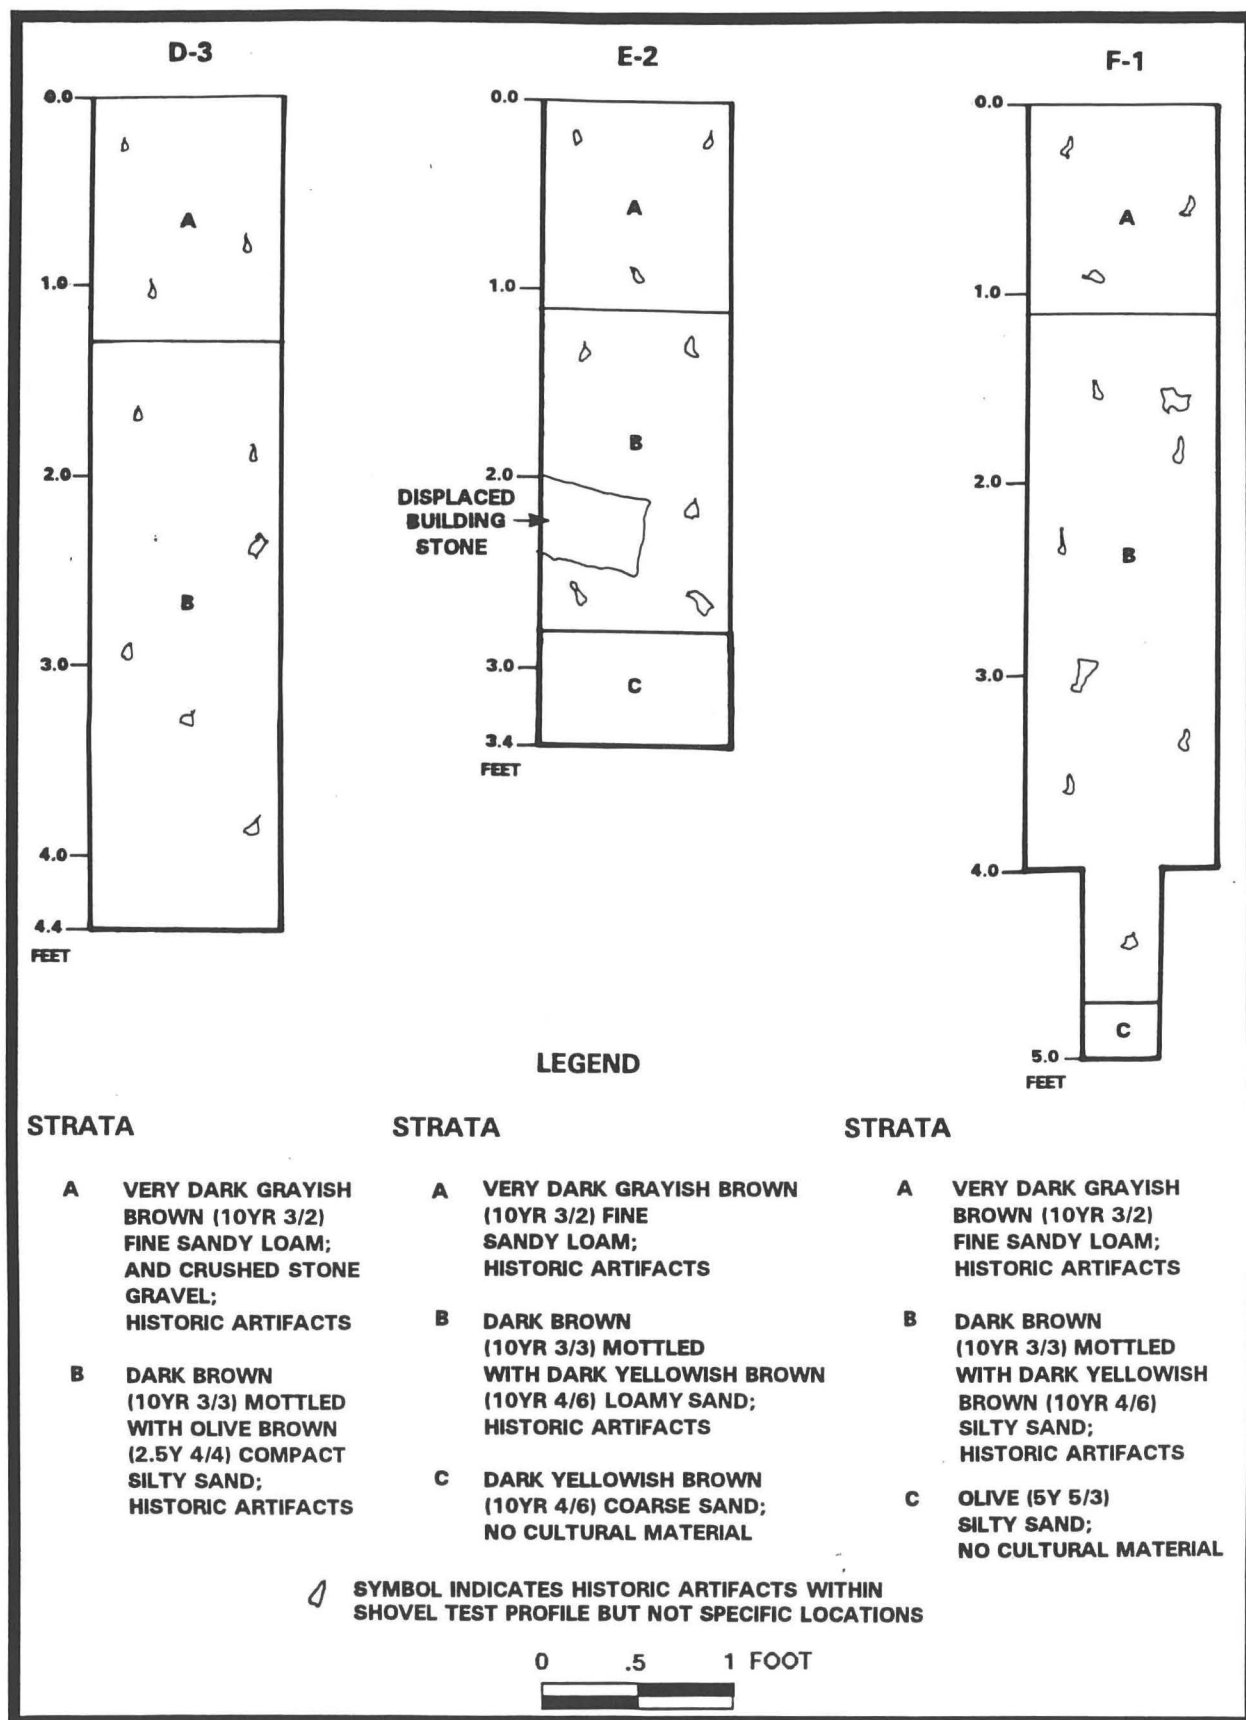 D-3
0.0
A
1.0
2.0
B
3.0
4.0
4.4
FEET
E-2
0.0
A
1.0
B
2.0
DISPLACED
BUILDING
STONE
3.0
C
3.4
FEET
F-1
0.0
A
1.0
2.0
B
3.0
4.0
C
5.0
FEET
LEGEND
STRATA
A VERY DARK GRAYISH
BROWN (10YR 3/2)
FINE SANDY LOAM;
AND CRUSHED STONE
GRAVEL;
HISTORIC ARTIFACTS
B DARK BROWN
(10YR 3/3) MOTTLED
WITH OLIVE BROWN
(2.5Y 4/4) COMPACT
SILTY SAND;
HISTORIC ARTIFACTS
STRATA
A VERY DARK GRAYISH BROWN
(10YR 3/2) FINE
SANDY LOAM;
HISTORIC ARTIFACTS
B DARK BROWN
(10YR 3/3) MOTTLED
WITH DARK YELLOWISH BROWN
(10YR 4/6) LOAMY SAND;
HISTORIC ARTIFACTS
C DARK YELLOWISH BROWN
(10YR 4/6) COARSE SAND;
NO CULTURAL MATERIAL
STRATA
A VERY DARK GRAYISH
BROWN (10YR 3/2)
FINE SANDY LOAM;
HISTORIC ARTIFACTS
B DARK BROWN
(10YR 3/3) MOTTLED
WITH DARK YELLOWISH
BROWN (10YR 4/6)
SILTY SAND;
HISTORIC ARTIFACTS
C OLIVE (5Y 5/3)
SILTY SAND;
NO CULTURAL MATERIAL
SYMBOL INDICATES HISTORIC ARTIFACTS WITHIN
SHOVEL TEST PROFILE BUT NOT SPECIFIC LOCATIONS
0 .5 1 FOOT